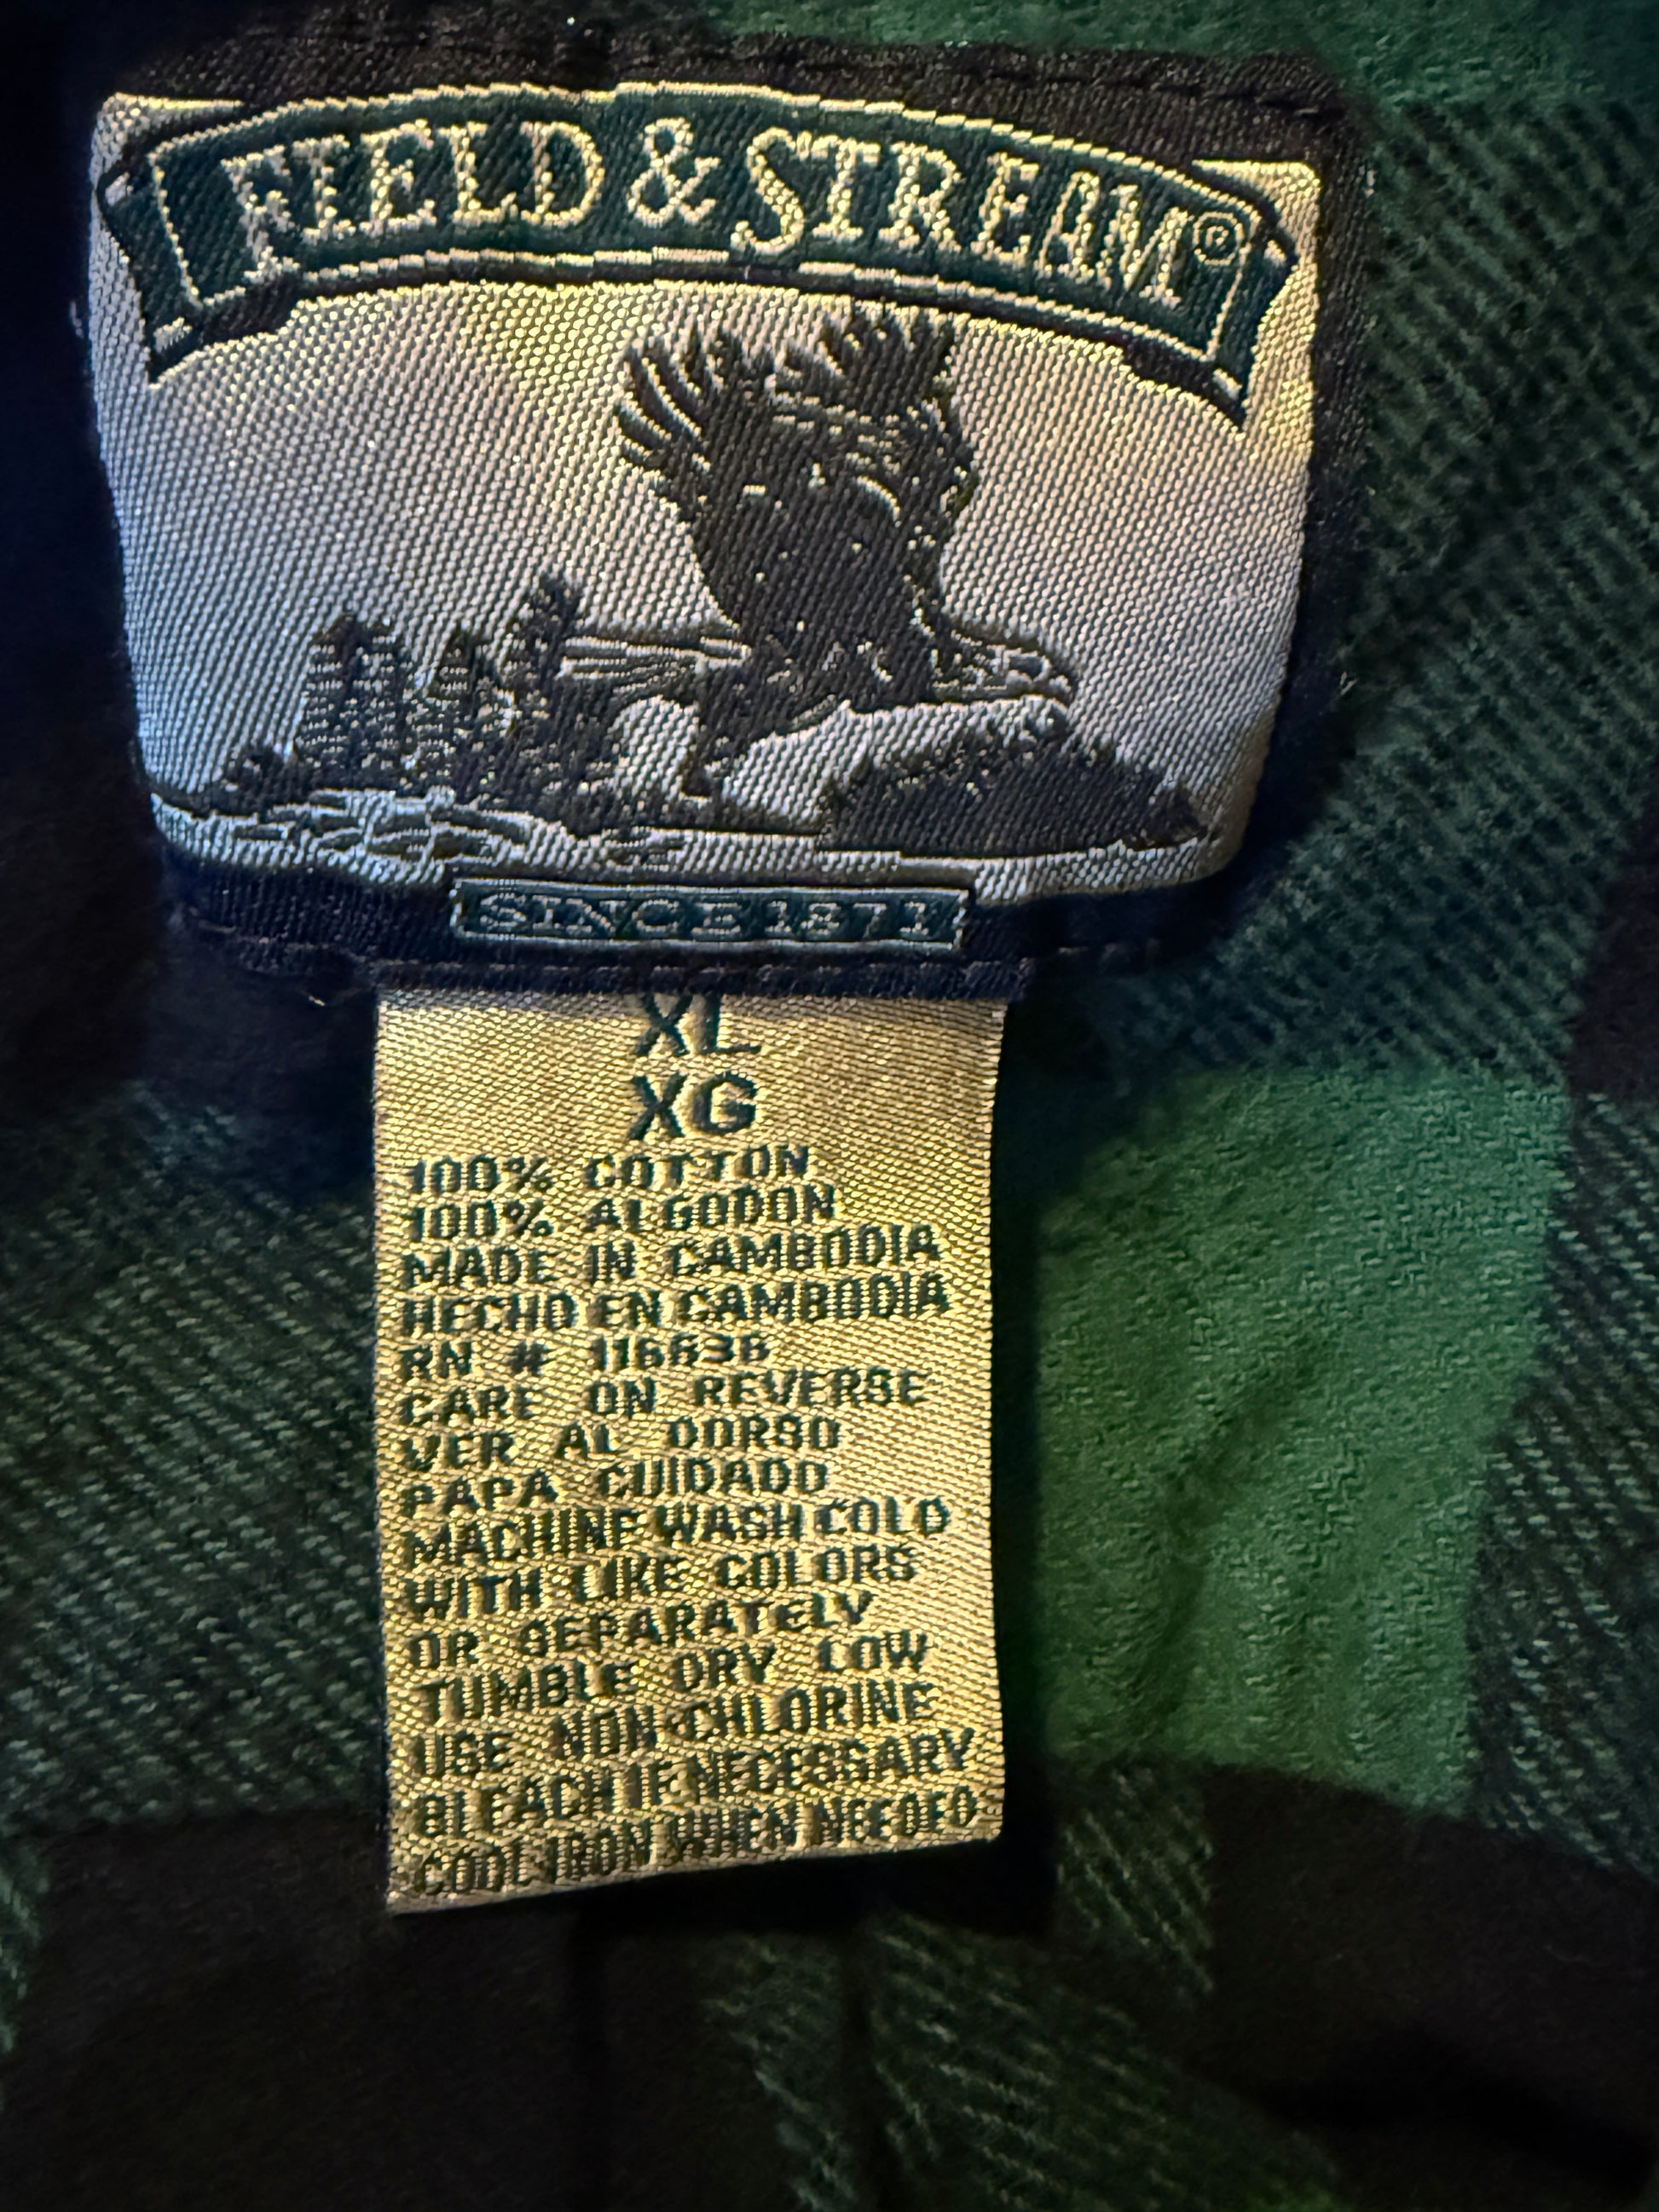 FIELD & STREAM®
SINCE 1871
XL
XG
100% COTTON
100% ALGODON
MADE IN CAMBODIA
HECHO EN CAMBODIA
RN # 116636
CARE ON REVERSE
VER AL DORSO
PAPA CUIDADO
MACHINE WASH COLD
WITH LIKE COLORS
OR SEPARATELY
TUMBLE DRY LOW
USE NON-CHLORINE
BLEACH IF NECESSARY
COOL IRON WHEN NEEDED